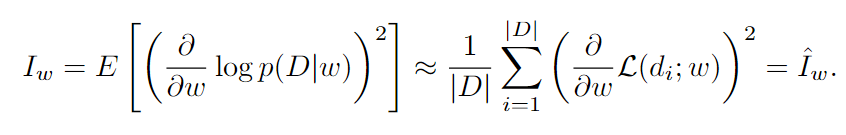 $I_w = E\left[\left(\frac{\partial}{\partial w} \log p(D|w)\right)^2\right] \approx \frac{1}{|D|} \sum_{i=1}^{|D|} \left(\frac{\partial}{\partial w} \mathcal{L}(d_i; w)\right)^2 = \hat{I}_w.$